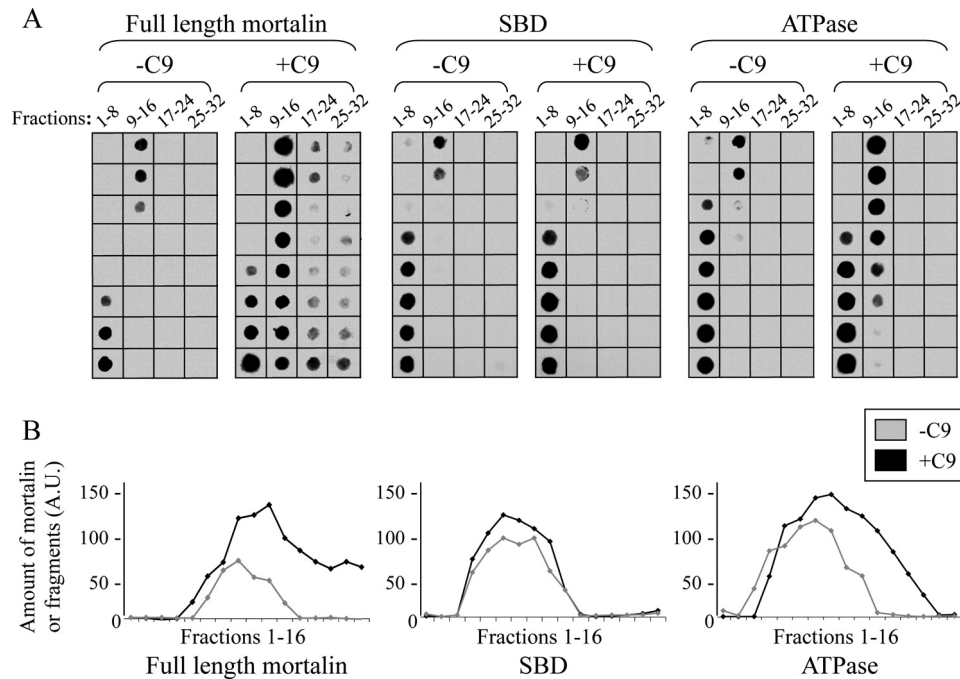 A
Full length mortalin SBD ATPase
-C9 +C9 -C9 +C9 -C9 +C9
Fractions: 1-8 9-16 17-24 25-32 1-8 9-16 17-24 25-32 1-8 9-16 17-24 25-32 1-8 9-16 17-24 25-32 1-8 9-16 17-24 25-32 1-8 9-16 17-24 25-32
B
-C9
+C9
Amount of mortalin
or fragments (A.U.)
150 150 150
100 100 100
50 50 50
0 0 0
Fractions 1-16 Fractions 1-16 Fractions 1-16
Full length mortalin SBD ATPase